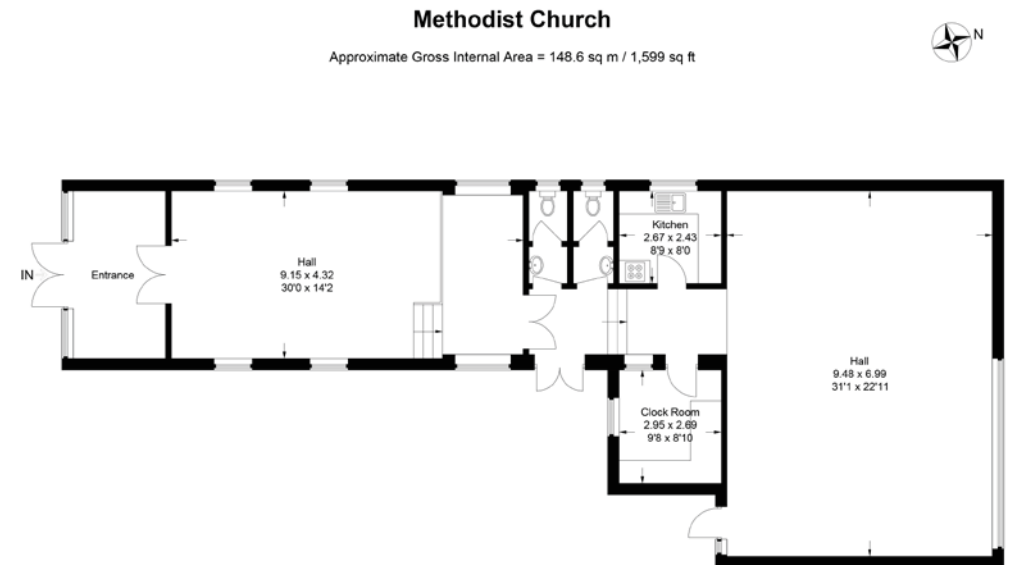 Methodist Church
Approximate Gross Internal Area = 148.6 sq m / 1,599 sq ft
N
IN
Entrance
Hall
9.15 x 4.32
30'0 x 14'2
Kitchen
2.67 x 2.43
8'9 x 8'0
Hall
9.48 x 6.99
31'1 x 22'11
Clock Room
2.95 x 2.69
9'8 x 8'10